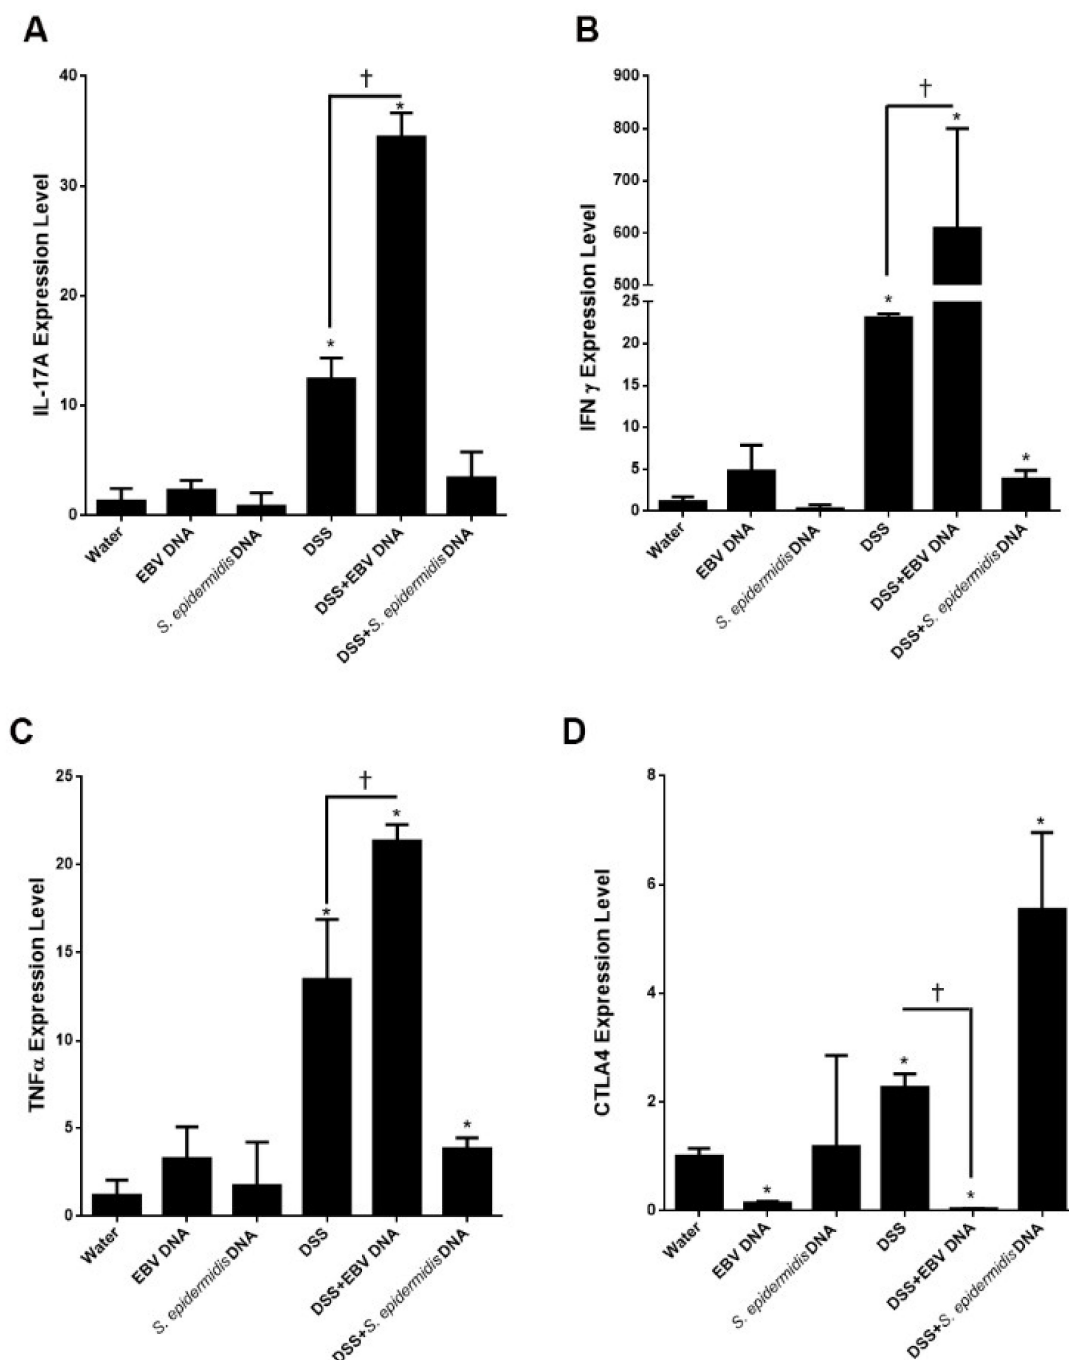 A
IL-17A Expression Level
40
30
20
10
0
†
*
*
Water
EBV DNA
S. epidermidis DNA
DSS
DSS+EBV DNA
DSS+S. epidermidis DNA
B
IFN γ Expression Level
900
800
700
600
500
25
20
15
10
5
0
†
*
*
*
Water
EBV DNA
S. epidermidis DNA
DSS
DSS+EBV DNA
DSS+S. epidermidis DNA
C
TNFα Expression Level
25
20
15
10
5
0
†
*
*
*
Water
EBV DNA
S. epidermidis DNA
DSS
DSS+EBV DNA
DSS+S. epidermidis DNA
D
CTLA4 Expression Level
8
6
4
2
0
†
*
*
*
*
Water
EBV DNA
S. epidermidis DNA
DSS
DSS+EBV DNA
DSS+S. epidermidis DNA